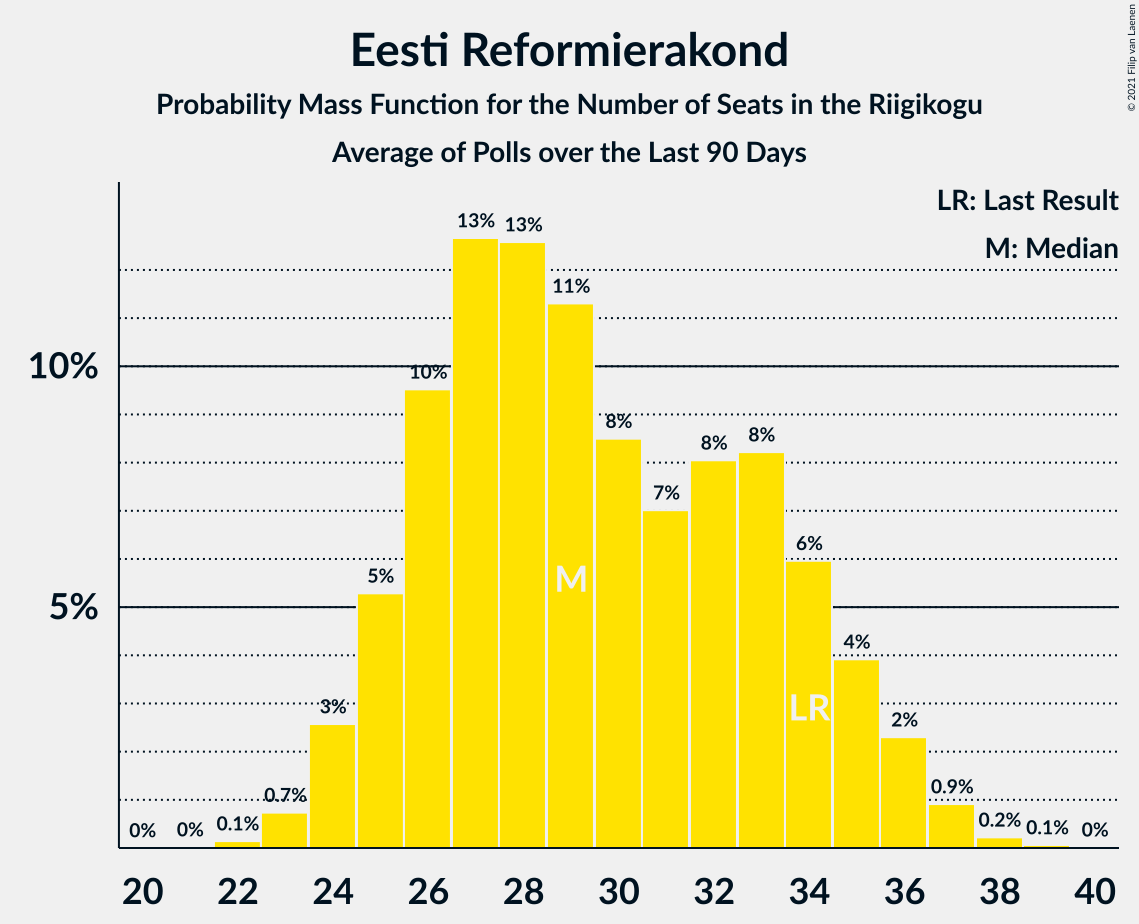 Eesti Reformierakond
Probability Mass Function for the Number of Seats in the Riigikogu
Average of Polls over the Last 90 Days
© 2021 Filip van Laenen
LR: Last Result
M: Median
10%
5%
0%
0%
0.1%
0.7%
3%
5%
10%
13%
13%
11%
8%
7%
8%
8%
6%
4%
2%
0.9%
0.2%
0.1%
0%
M
LR
20 22 24 26 28 30 32 34 36 38 40